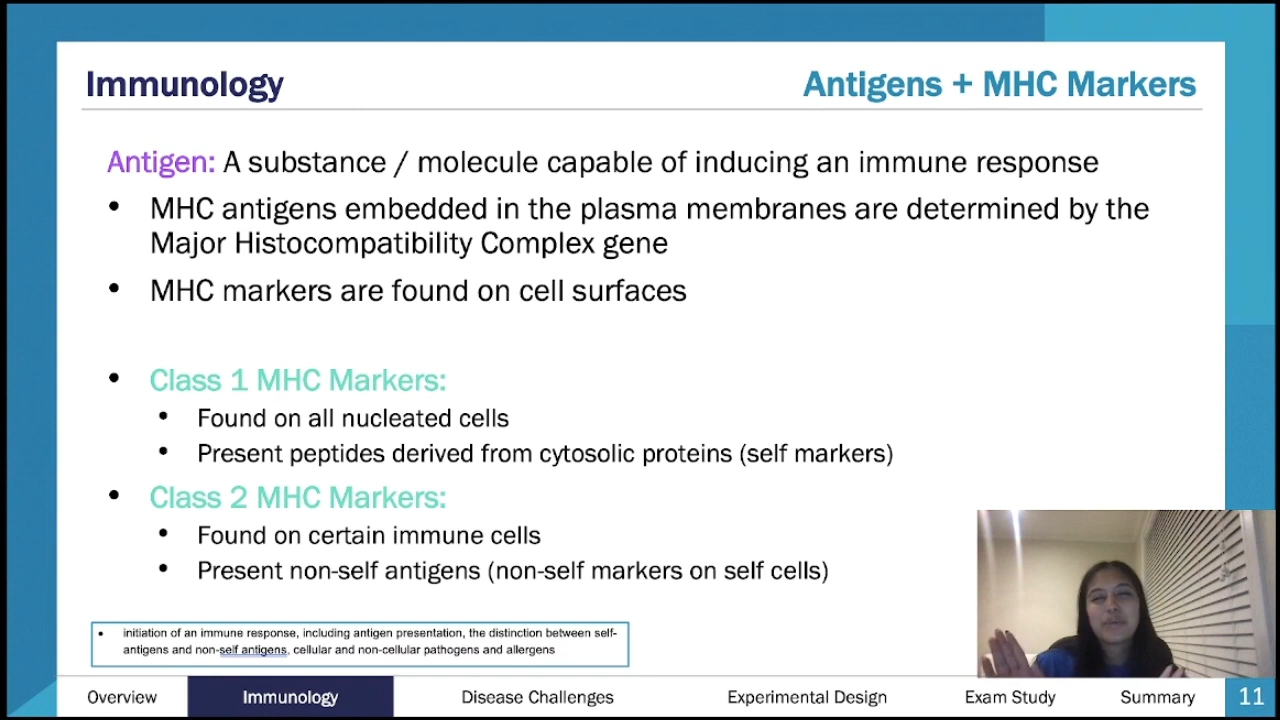 Immunology
Antigens + MHC Markers
Antigen: A substance / molecule capable of inducing an immune response
• MHC antigens embedded in the plasma membranes are determined by the
Major Histocompatibility Complex gene
• MHC markers are found on cell surfaces
• Class 1 MHC Markers:
• Found on all nucleated cells
• Present peptides derived from cytosolic proteins (self markers)
• Class 2 MHC Markers:
• Found on certain immune cells
• Present non-self antigens (non-self markers on self cells)
• initiation of an immune response, including antigen presentation, the distinction between self-
antigens and non-self antigens, cellular and non-cellular pathogens and allergens
Overview Immunology Disease Challenges Experimental Design Exam Study Summary 11